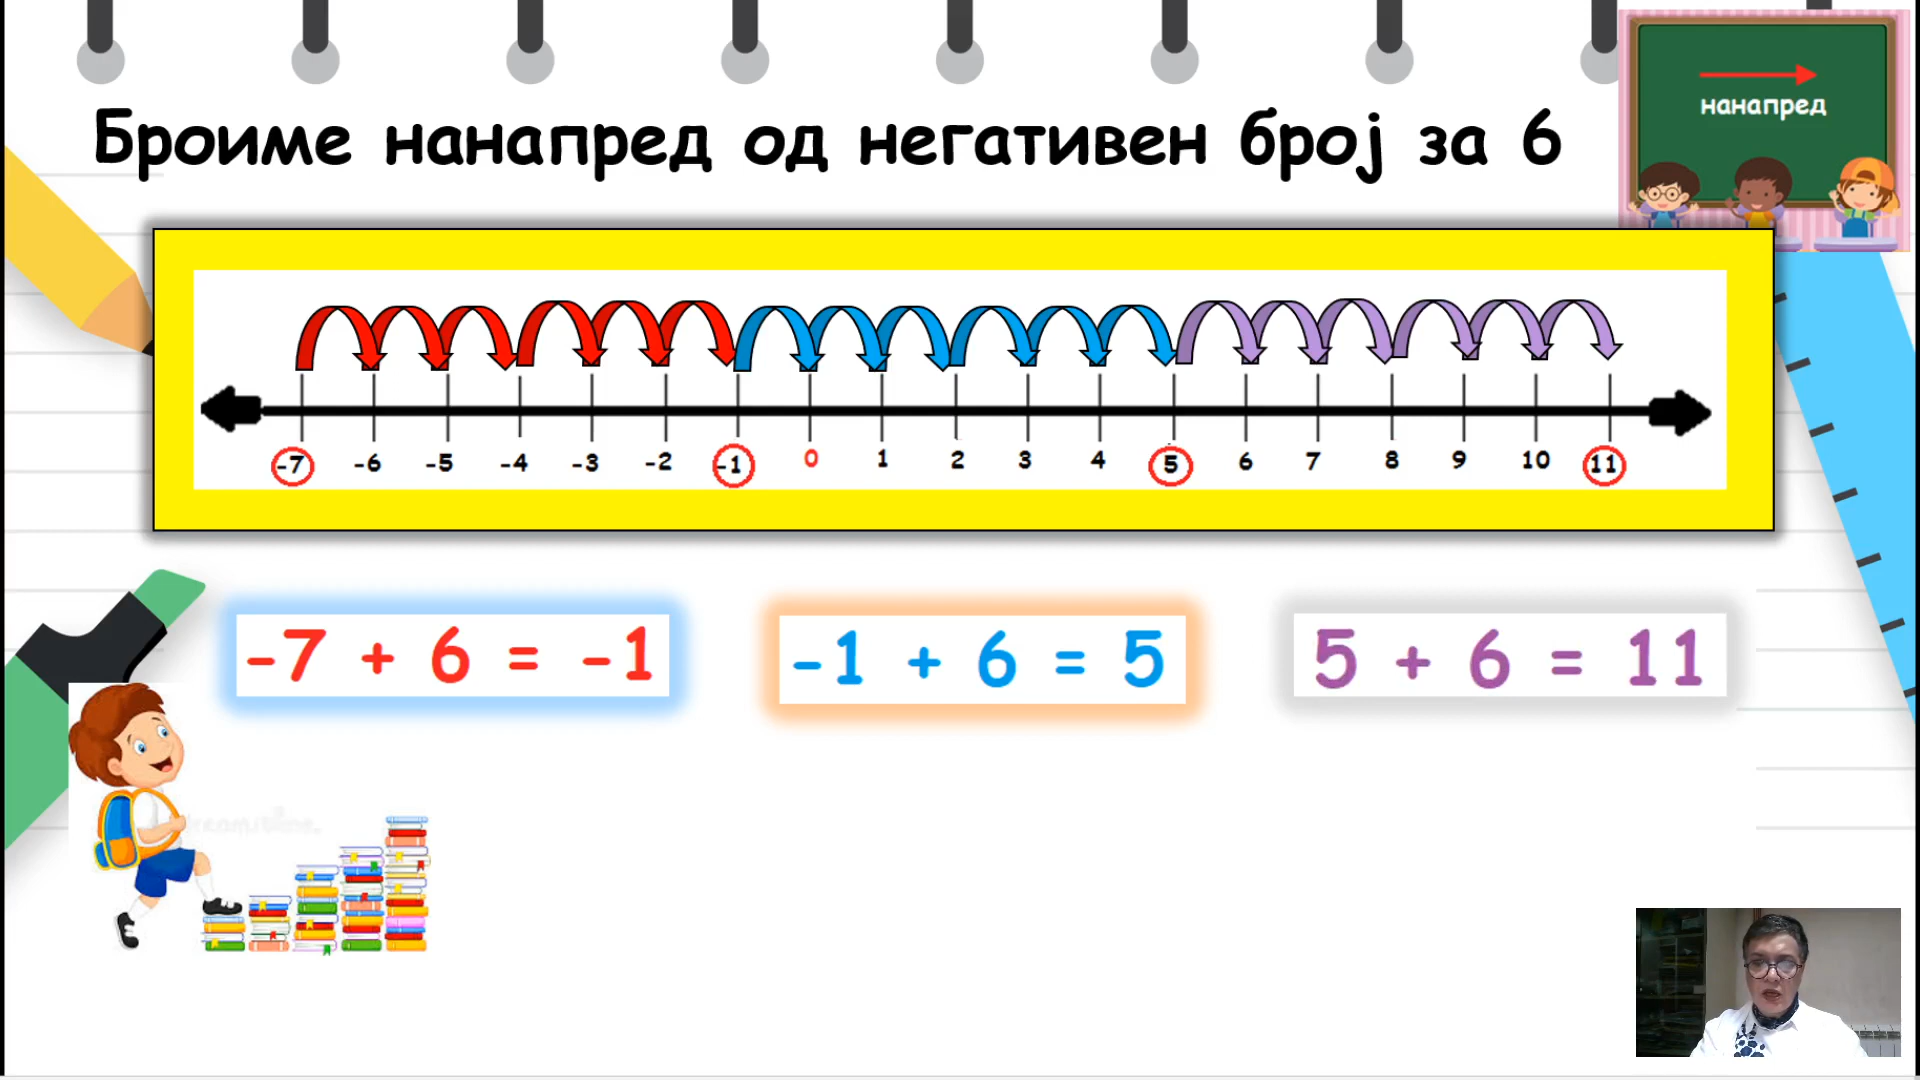 нанапред
Броиме нанапред од негативен број за 6
-7 -6 -5 -4 -3 -2 -1 0 1 2 3 4 5 6 7 8 9 10 11
-7 + 6 = -1
-1 + 6 = 5
5 + 6 = 11